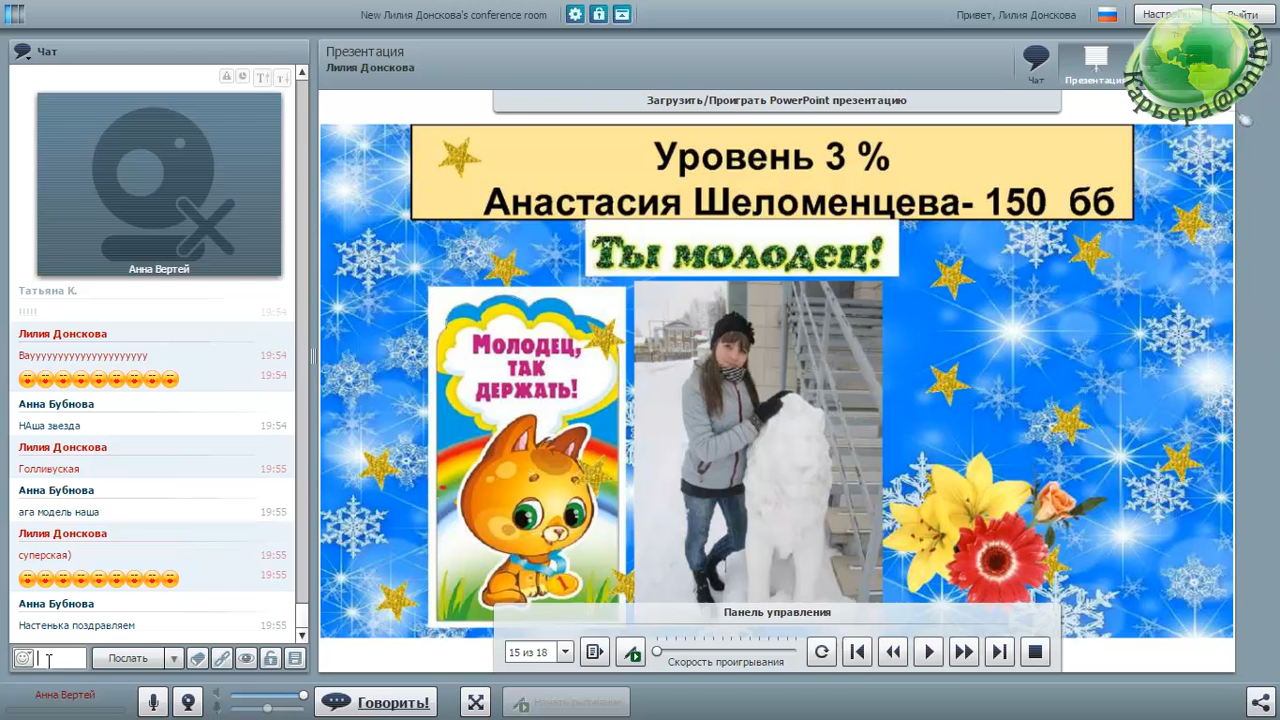 New Лилия Донскова's conference room
Привет, Лилия Донскова
Выйти
Карьера@online
Чат
Презентация
Лилия Донскова
Чат
Презентация
Загрузить/Проиграть PowerPoint презентацию
Анна Вертей
Татьяна К.
!!!!! 19:54
Лилия Донскова
Вауууууууууууууууууууу 19:54
19:54
Анна Бубнова
НАша звезда 19:54
Лилия Донскова
Голливуская 19:55
Анна Бубнова
ага модель наша 19:55
Лилия Донскова
суперская) 19:55
19:55
Анна Бубнова
Настенька поздравляем 19:55
Послать
Уровень 3 %
Анастасия Шеломенцева- 150 бб
Ты молодец!
Молодец,
ТАК
ДЕРЖАТЬ!
1
Панель управления
15 из 18
Скорость проигрывания
Анна Вертей
Говорить!